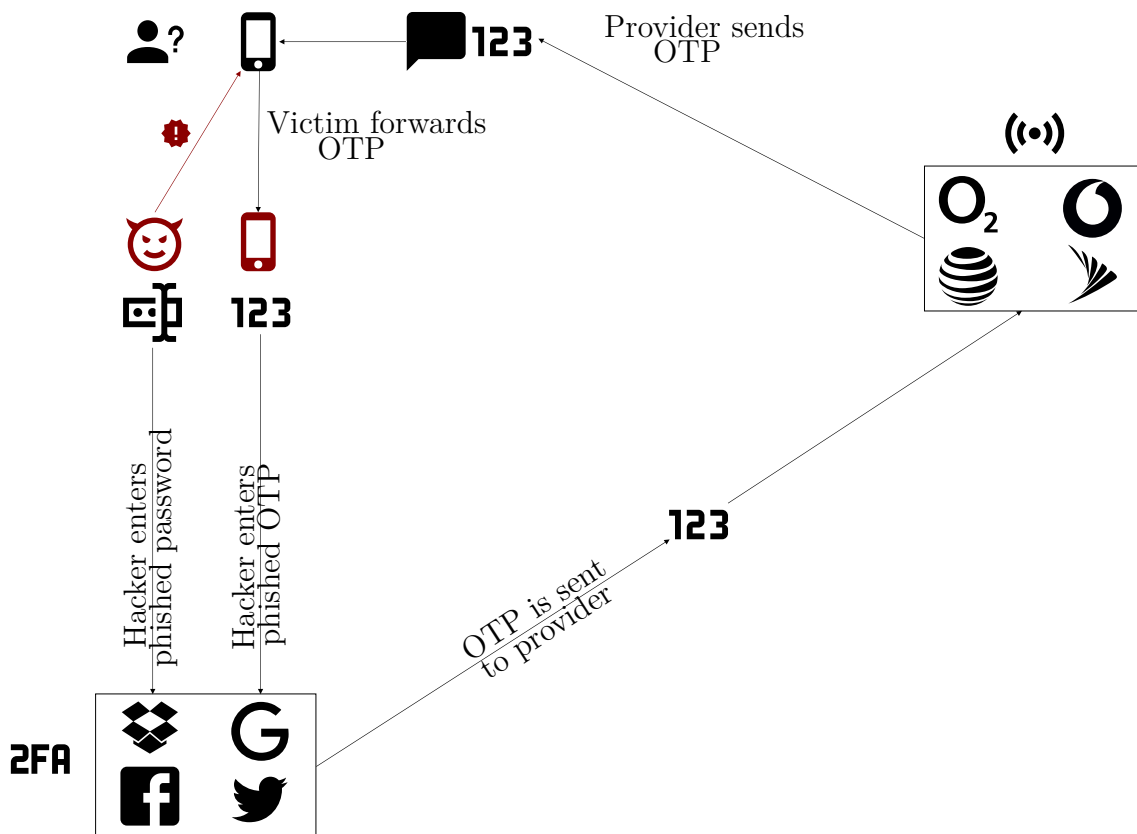 ?
123
Provider sends
OTP
Victim forwards
OTP
!
O2
123
Hacker enters
phished password
Hacker enters
phished OTP
123
OTP is sent
to provider
2FA
G
f